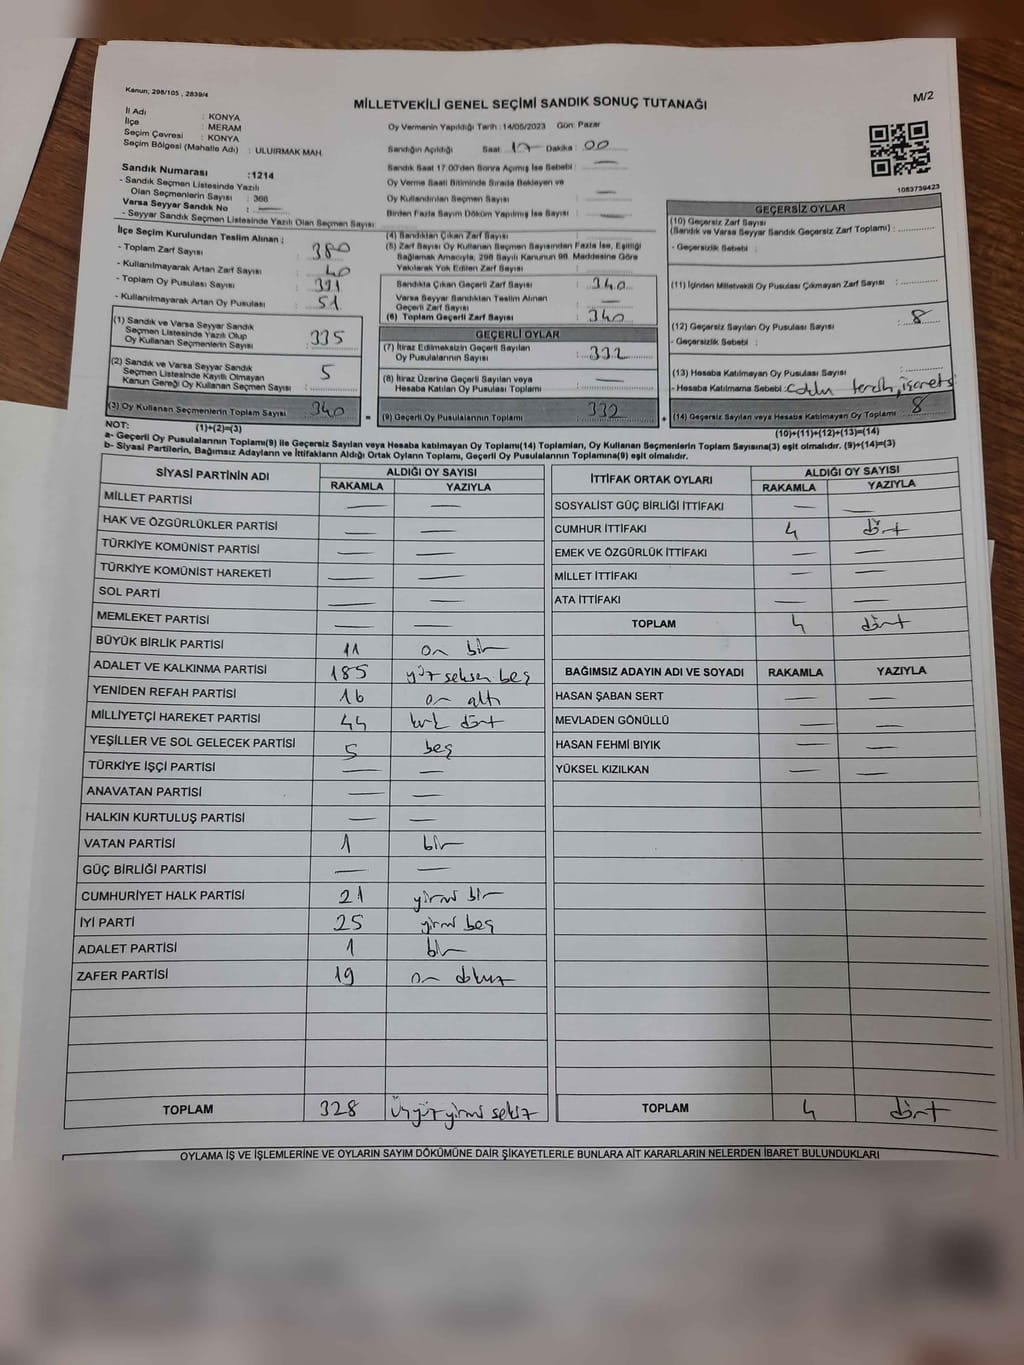 Kanun, 298/105 , 2839/4
M/2
MİLLETVEKİLİ GENEL SEÇİMİ SANDIK SONUÇ TUTANAĞI
İl Adı : KONYA
İlçe : MERAM
Seçim Çevresi : KONYA
Seçim Bölgesi (Mahalle Adı) : ULUIRMAK MAH.
Oy Vermenin Yapıldığı Tarih : 14/05/2023 Gün: Pazar
Sandığın Açıldığı Saat: 17 Dakika: 00
Sandık Saat 17.00'den Sonra Açımış İse Sebebi : —
Oy Verme Saati Bitiminde Sırada Bekleyen ve
Oy Kullandırılan Seçmen Sayısı : —
Birden Fazla Sayım Döküm Yapılmış İse Sayısı : —
1083739423
Sandık Numarası :1214
- Sandık Seçmen Listesinde Yazılı
Olan Seçmenlerin Sayısı : 366
Varsa Seyyar Sandık No : —
- Seyyar Sandık Seçmen Listesinde Yazılı Olan Seçmen Sayısı:
İlçe Seçim Kurulundan Teslim Alınan :
- Toplam Zarf Sayısı : 380
- Kullanılmayarak Artan Zarf Sayısı : 40
- Toplam Oy Pusulası Sayısı : 391
- Kullanılmayarak Artan Oy Pusulası : 51
(1) Sandık ve Varsa Seyyar Sandık
Seçmen Listesinde Yazılı Olup
Oy Kullanan Seçmenlerin Sayısı : 335
(2) Sandık ve Varsa Seyyar Sandık
Seçmen Listesinde Kayıtlı Olmayan
Kanun Gereği Oy Kullanan Seçmen Sayısı : 5
(3) Oy Kullanan Seçmenlerin Toplam Sayısı : 340
(1)+(2)=(3)
(4) Sandıktan Çıkan Zarf Sayısı :
(5) Zarf Sayısı Oy Kullanan Seçmen Sayısından Fazla İse, Eşitliği
Sağlamak Amacıyla, 298 Sayılı Kanunun 98. Maddesine Göre
Yakılarak Yok Edilen Zarf Sayısı :
Sandıkta Çıkan Geçerli Zarf Sayısı : 340
Varsa Seyyar Sandıktan Teslim Alınan
Geçerli Zarf Sayısı : —
(6) Toplam Geçerli Zarf Sayısı : 340
GEÇERLİ OYLAR
(7) İtiraz Edilmeksizin Geçerli Sayılan
Oy Pusulalarının Sayısı : 332
(8) İtiraz Üzerine Geçerli Sayılan veya
Hesaba Katılan Oy Pusulaları Toplamı : —
= (9) Geçerli Oy Pusulalarının Toplamı : 332
GEÇERSİZ OYLAR
(10) Geçersiz Zarf Sayısı
(Sandık ve Varsa Seyyar Sandık Geçersiz Zarf Toplamı) :
- Geçersizlik Sebebi :
(11) İçinden Milletvekili Oy Pusulası Çıkmayan Zarf Sayısı :
(12) Geçersiz Sayılan Oy Pusulası Sayısı : 8
- Geçersizlik Sebebi :
(13) Hesaba Katılmayan Oy Pusulası Sayısı :
- Hesaba Katılmama Sebebi : tercih, işareti
+ (14) Geçersiz Sayılan veya Hesaba Katılmayan Oy Toplamı : 8
(10)+(11)+(12)+(13)=(14)
NOT:
a- Geçerli Oy Pusulalarının Toplamı(9) ile Geçersiz Sayılan veya Hesaba katılmayan Oy Toplamı(14) Toplamları, Oy Kullanan Seçmenlerin Toplam Sayısına(3) eşit olmalıdır. (9)+(14)=(3)
b- Siyasi Partilerin, Bağımsız Adayların ve İttifakların Aldığı Ortak Oyların Toplamı, Geçerli Oy Pusulalarının Toplamına(9) eşit olmalıdır.
SİYASİ PARTİNİN ADI ALDIĞI OY SAYISI
RAKAMLA YAZIYLA
MİLLET PARTİSİ — —
HAK VE ÖZGÜRLÜKLER PARTİSİ — —
TÜRKİYE KOMÜNİST PARTİSİ — —
TÜRKİYE KOMÜNİST HAREKETİ — —
SOL PARTİ — —
MEMLEKET PARTİSİ — —
BÜYÜK BİRLİK PARTİSİ 11 on bir
ADALET VE KALKINMA PARTİSİ 185 yüz seksen beş
YENİDEN REFAH PARTİSİ 16 on altı
MİLLİYETÇİ HAREKET PARTİSİ 44 kırk dört
YEŞİLLER VE SOL GELECEK PARTİSİ 5 beş
TÜRKİYE İŞÇİ PARTİSİ — —
ANAVATAN PARTİSİ — —
HALKIN KURTULUŞ PARTİSİ — —
VATAN PARTİSİ 1 bir
GÜÇ BİRLİĞİ PARTİSİ — —
CUMHURİYET HALK PARTİSİ 21 yirmi bir
İYİ PARTİ 25 yirmi beş
ADALET PARTİSİ 1 bir
ZAFER PARTİSİ 19 on dokuz
TOPLAM 328 Üçyüz yirmi sekiz
İTTİFAK ORTAK OYLARI ALDIĞI OY SAYISI
RAKAMLA YAZIYLA
SOSYALİST GÜÇ BİRLİĞİ İTTİFAKI — —
CUMHUR İTTİFAKI 4 dört
EMEK VE ÖZGÜRLÜK İTTİFAKI — —
MİLLET İTTİFAKI — —
ATA İTTİFAKI — —
TOPLAM 4 dört
BAĞIMSIZ ADAYIN ADI VE SOYADI RAKAMLA YAZIYLA
HASAN ŞABAN SERT — —
MEVLADEN GÖNÜLLÜ — —
HASAN FEHMİ BIYIK — —
YÜKSEL KIZILKAN — —
TOPLAM 4 dört
OYLAMA İŞ VE İŞLEMLERİNE VE OYLARIN SAYIM DÖKÜMÜNE DAİR ŞİKAYETLERLE BUNLARA AİT KARARLARIN NELERDEN İBARET BULUNDUKLARI